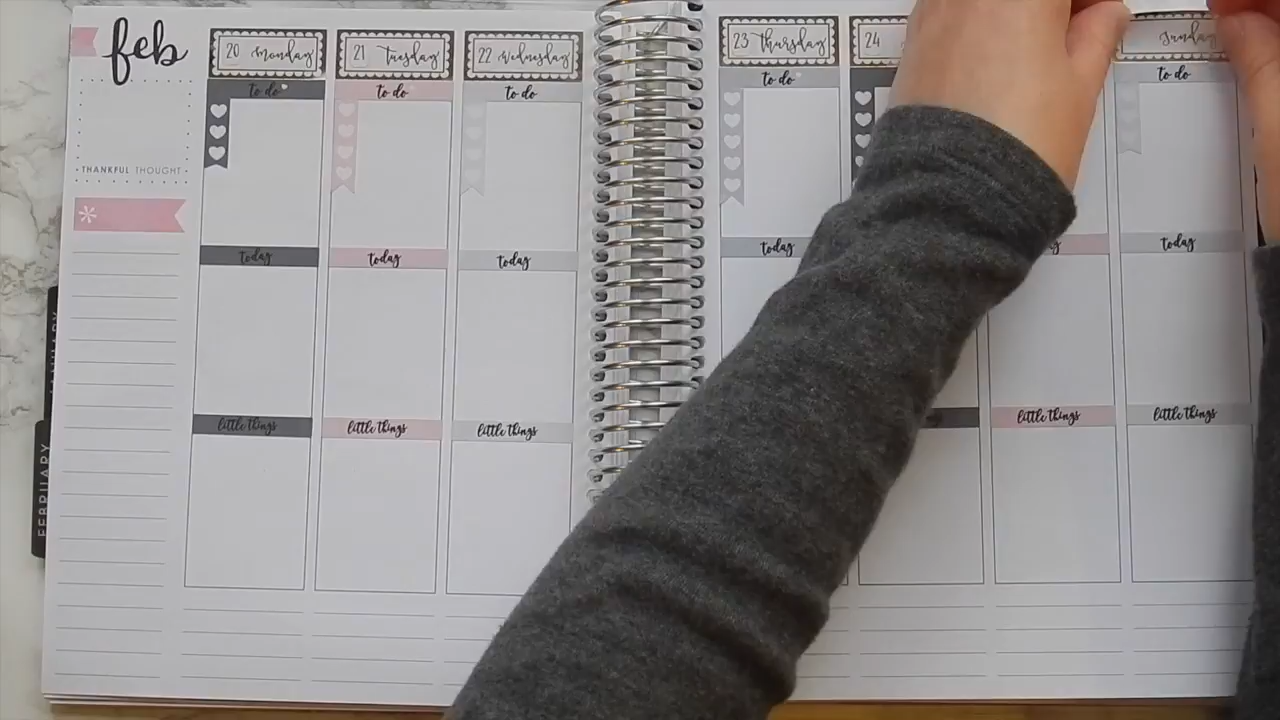 feb
20 Monday
21 Tuesday
22 Wednesday
23 Thursday
24
Sunday
to do
to do
to do
to do
to do
THANKFUL THOUGHT
*
today
today
today
today
today
little things
little things
little things
little things
little things
JANUARY
FEBRUARY